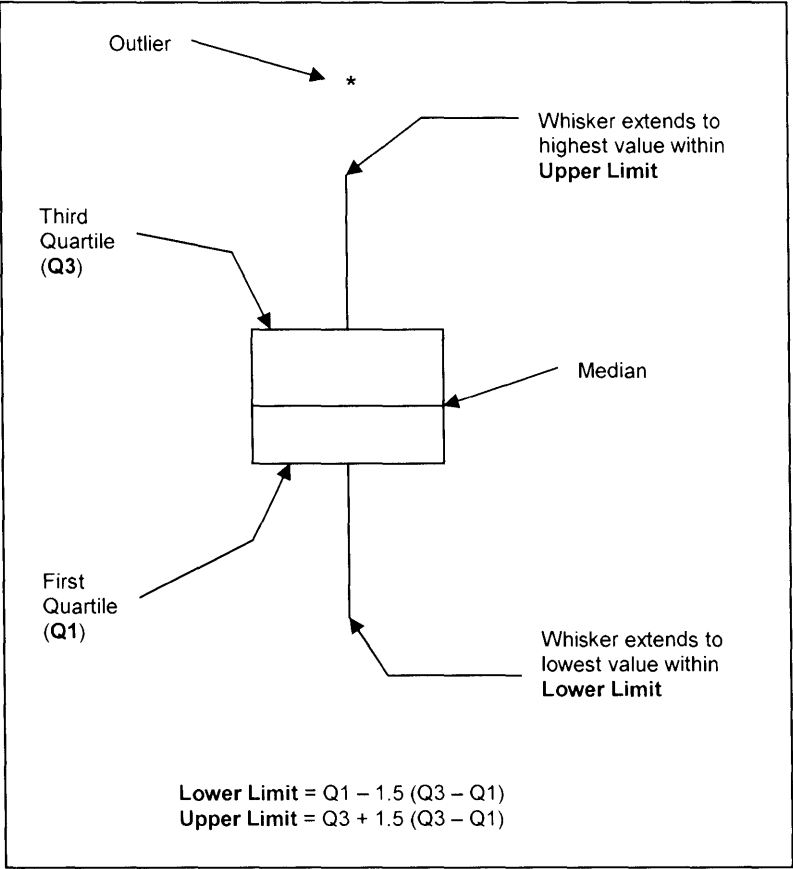 Outlier
*
Whisker extends to
highest value within
Upper Limit
Third
Quartile
(Q3)
Median
First
Quartile
(Q1)
Whisker extends to
lowest value within
Lower Limit
Lower Limit = Q1 – 1.5 (Q3 – Q1)
Upper Limit = Q3 + 1.5 (Q3 – Q1)